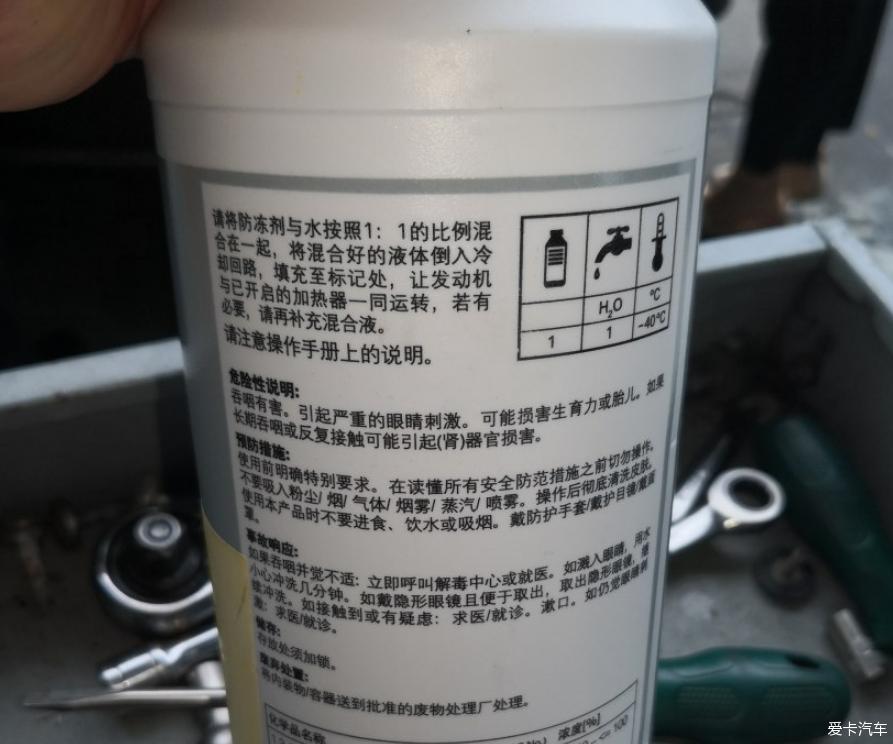 请将防冻剂与水按照1：1的比例混
合在一起，将混合好的液体倒入冷
却回路，填充至标记处，让发动机
与已开启的加热器一同运转，若有
必要，请再补充混合液。
请注意操作手册上的说明。
H₂O °C
1 1 -40°C
危险性说明:
吞咽有害。引起严重的眼睛刺激。可能损害生育力或胎儿。如果
长期吞咽或反复接触可能引起(肾)器官损害。
预防措施:
使用前明确特别要求。在读懂所有安全防范措施之前切勿操作。
不要吸入粉尘/ 烟/ 气体/ 烟雾/ 蒸汽/ 喷雾。操作后彻底清洗皮肤。
使用本产品时不要进食、饮水或吸烟。戴防护手套/戴护目镜/戴面
罩。
事故响应:
如果吞咽并觉不适: 立即呼叫解毒中心或就医。如溅入眼睛，用水
小心冲洗几分钟。如戴隐形眼镜且便于取出，取出隐形眼镜。继
续冲洗。如接触到或有疑虑: 求医/就诊。漱口。如仍觉眼睛刺
激: 求医/就诊。
储存:
存放处须加锁。
废弃处置:
将内装物/容器送到批准的废物处理厂处理。
化学品名称 浓度[%]
<= 100
爱卡汽车